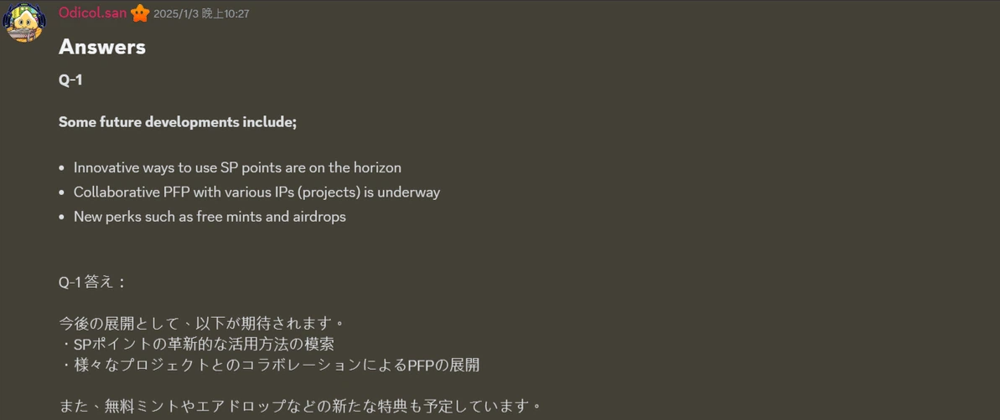 Odicol.san 2025/1/3 晚上10:27
Answers
Q-1
Some future developments include;
• Innovative ways to use SP points are on the horizon
• Collaborative PFP with various IPs (projects) is underway
• New perks such as free mints and airdrops
Q-1 答え：
今後の展開として、以下が期待されます。
・SPポイントの革新的な活用方法の模索
・様々なプロジェクトとのコラボレーションによるPFPの展開
また、無料ミントやエアドロップなどの新たな特典も予定しています。